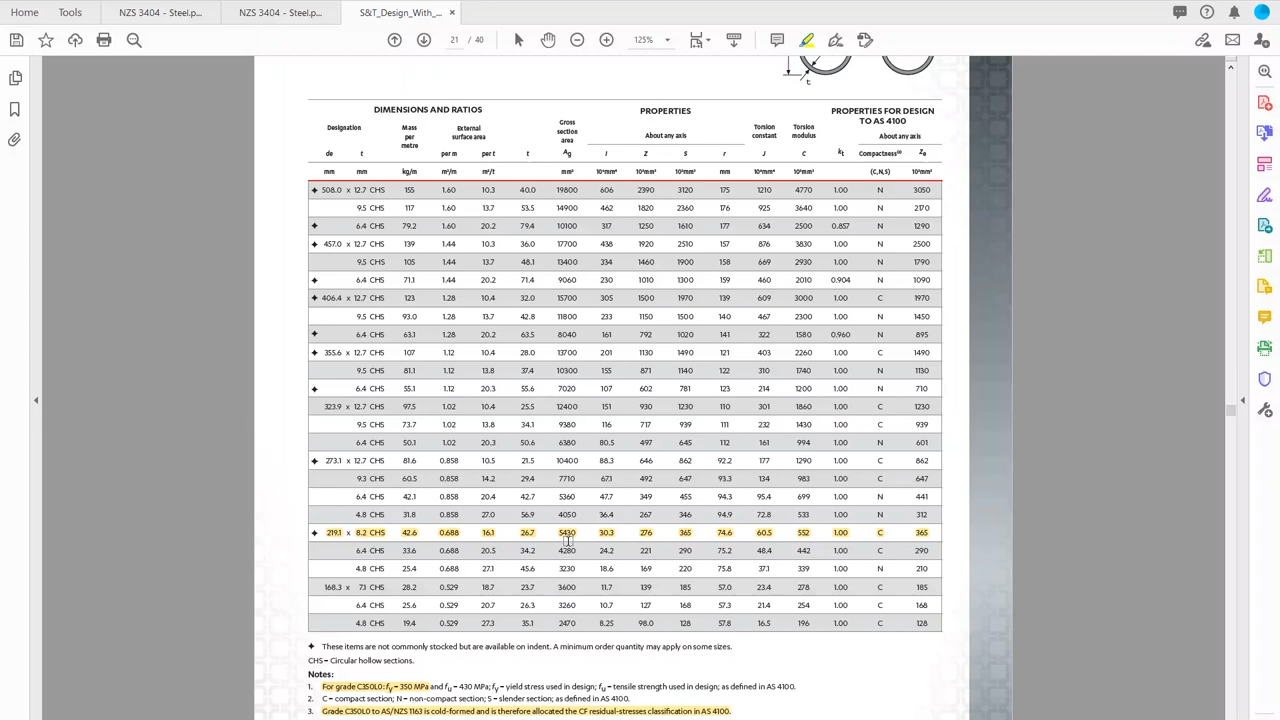 Home Tools NZS 3404 - Steel.p... NZS 3404 - Steel.p... S&T_Design_With_... ×
21 / 40 125%
t
DIMENSIONS AND RATIOS PROPERTIES PROPERTIES FOR DESIGN TO AS 4100
Designation Mass per metre External surface area Gross section area About any axis Torsion constant Torsion modulus About any axis
de t per m per t t Ag I Z S r J C kf Compactness(2) Ze
mm mm kg/m m²/m m²/t mm² 10⁶mm⁴ 10³mm³ 10³mm³ mm 10⁶mm⁴ 10³mm³ (C,N,S) 10³mm³
✦ 508.0 x 12.7 CHS 155 1.60 10.3 40.0 19800 606 2390 3120 175 1210 4770 1.00 N 3050
9.5 CHS 117 1.60 13.7 53.5 14900 462 1820 2360 176 925 3640 1.00 N 2170
✦ 6.4 CHS 79.2 1.60 20.2 79.4 10100 317 1250 1610 177 634 2500 0.857 N 1290
✦ 457.0 x 12.7 CHS 139 1.44 10.3 36.0 17700 438 1920 2510 157 876 3830 1.00 N 2500
9.5 CHS 105 1.44 13.7 48.1 13400 334 1460 1900 158 669 2930 1.00 N 1790
✦ 6.4 CHS 71.1 1.44 20.2 71.4 9060 230 1010 1300 159 460 2010 0.904 N 1090
✦ 406.4 x 12.7 CHS 123 1.28 10.4 32.0 15700 305 1500 1970 139 609 3000 1.00 C 1970
9.5 CHS 93.0 1.28 13.7 42.8 11800 233 1150 1500 140 467 2300 1.00 N 1450
✦ 6.4 CHS 63.1 1.28 20.2 63.5 8040 161 792 1020 141 322 1580 0.960 N 895
✦ 355.6 x 12.7 CHS 107 1.12 10.4 28.0 13700 201 1130 1490 121 403 2260 1.00 C 1490
9.5 CHS 81.1 1.12 13.8 37.4 10300 155 871 1140 122 310 1740 1.00 N 1130
✦ 6.4 CHS 55.1 1.12 20.3 55.6 7020 107 602 781 123 214 1200 1.00 N 710
323.9 x 12.7 CHS 97.5 1.02 10.4 25.5 12400 151 930 1230 110 301 1860 1.00 C 1230
9.5 CHS 73.7 1.02 13.8 34.1 9380 116 717 939 111 232 1430 1.00 C 939
6.4 CHS 50.1 1.02 20.3 50.6 6380 80.5 497 645 112 161 994 1.00 N 601
✦ 273.1 x 12.7 CHS 81.6 0.858 10.5 21.5 10400 88.3 646 862 92.2 177 1290 1.00 C 862
9.3 CHS 60.5 0.858 14.2 29.4 7710 67.1 492 647 93.3 134 983 1.00 C 647
6.4 CHS 42.1 0.858 20.4 42.7 5360 47.7 349 455 94.3 95.4 699 1.00 N 441
4.8 CHS 31.8 0.858 27.0 56.9 4050 36.4 267 346 94.9 72.8 533 1.00 N 312
✦ 219.1 x 8.2 CHS 42.6 0.688 16.1 26.7 5430 30.3 276 365 74.6 60.5 552 1.00 C 365
6.4 CHS 33.6 0.688 20.5 34.2 4280 24.2 221 290 75.2 48.4 442 1.00 C 290
4.8 CHS 25.4 0.688 27.1 45.6 3230 18.6 169 220 75.8 37.1 339 1.00 N 210
168.3 x 7.1 CHS 28.2 0.529 18.7 23.7 3600 11.7 139 185 57.0 23.4 278 1.00 C 185
6.4 CHS 25.6 0.529 20.7 26.3 3260 10.7 127 168 57.3 21.4 254 1.00 C 168
4.8 CHS 19.4 0.529 27.3 35.1 2470 8.25 98.0 128 57.8 16.5 196 1.00 C 128
✦ These items are not commonly stocked but are available on indent. A minimum order quantity may apply on some sizes.
CHS = Circular hollow sections.
Notes:
1. For grade C350L0: fy = 350 MPa and fu = 430 MPa; fy = yield stress used in design; fu = tensile strength used in design; as defined in AS 4100.
2. C = compact section; N = non-compact section; S = slender section; as defined in AS 4100.
3. Grade C350L0 to AS/NZS 1163 is cold-formed and is therefore allocated the CF residual-stresses classification in AS 4100.